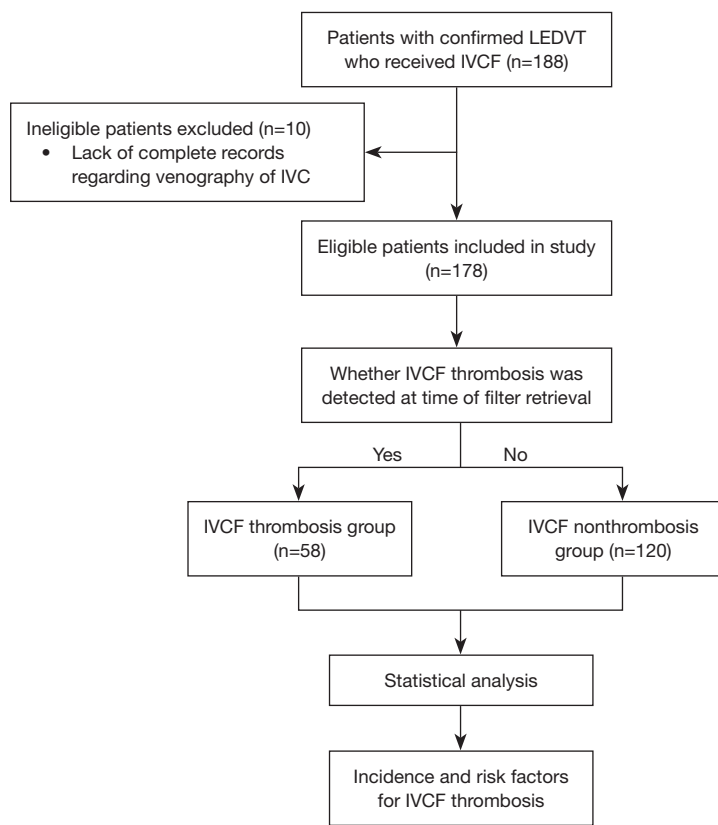 Patients with confirmed LEDVT
who received IVCF (n=188)
Ineligible patients excluded (n=10)
• Lack of complete records
regarding venography of IVC
Eligible patients included in study
(n=178)
Whether IVCF thrombosis was
detected at time of filter retrieval
Yes
No
IVCF thrombosis group
(n=58)
IVCF nonthrombosis
group (n=120)
Statistical analysis
Incidence and risk factors
for IVCF thrombosis